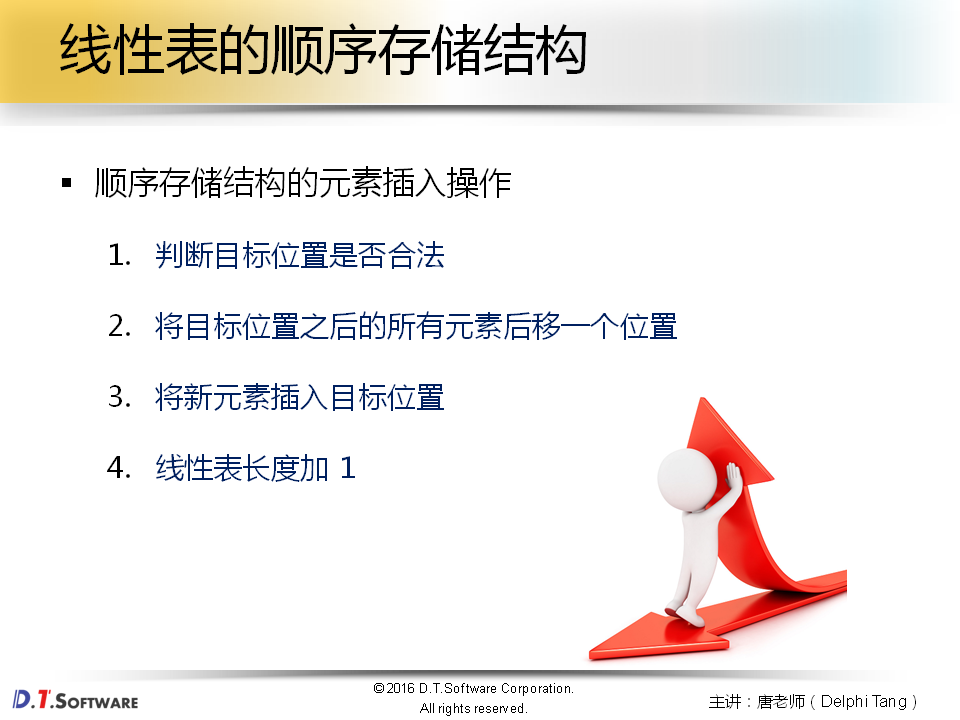 线性表的顺序存储结构
▪ 顺序存储结构的元素插入操作
1. 判断目标位置是否合法
2. 将目标位置之后的所有元素后移一个位置
3. 将新元素插入目标位置
4. 线性表长度加 1
D.T.SOFTWARE
©2016 D.T.Software Corporation.
All rights reserved.
主讲：唐老师（Delphi Tang）